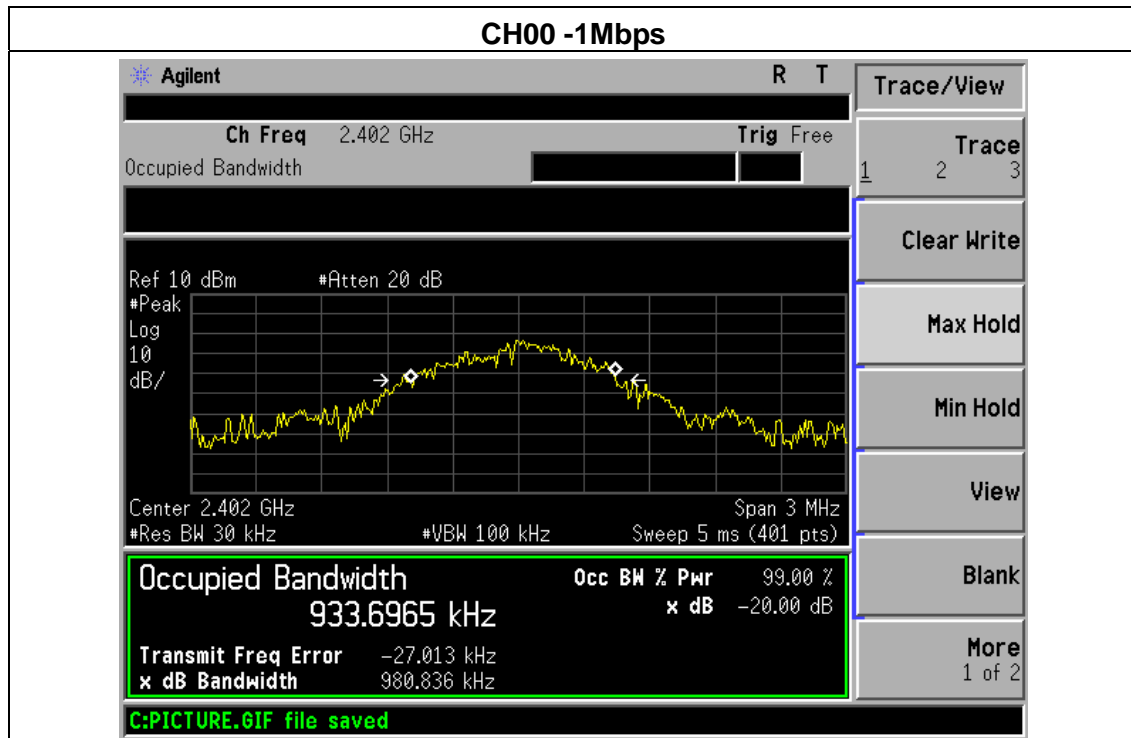 CH00 -1Mbps
Agilent R T
Trace/View
Ch Freq 2.402 GHz Trig Free
Occupied Bandwidth
Trace
1 2 3
Clear Write
Ref 10 dBm #Atten 20 dB
#Peak
Log
10
dB/
Max Hold
Min Hold
View
Center 2.402 GHz Span 3 MHz
#Res BW 30 kHz #VBW 100 kHz Sweep 5 ms (401 pts)
Occupied Bandwidth Occ BW % Pwr 99.00 %
933.6965 kHz x dB -20.00 dB
Blank
Transmit Freq Error -27.013 kHz
x dB Bandwidth 980.836 kHz
More
1 of 2
C:PICTURE.GIF file saved